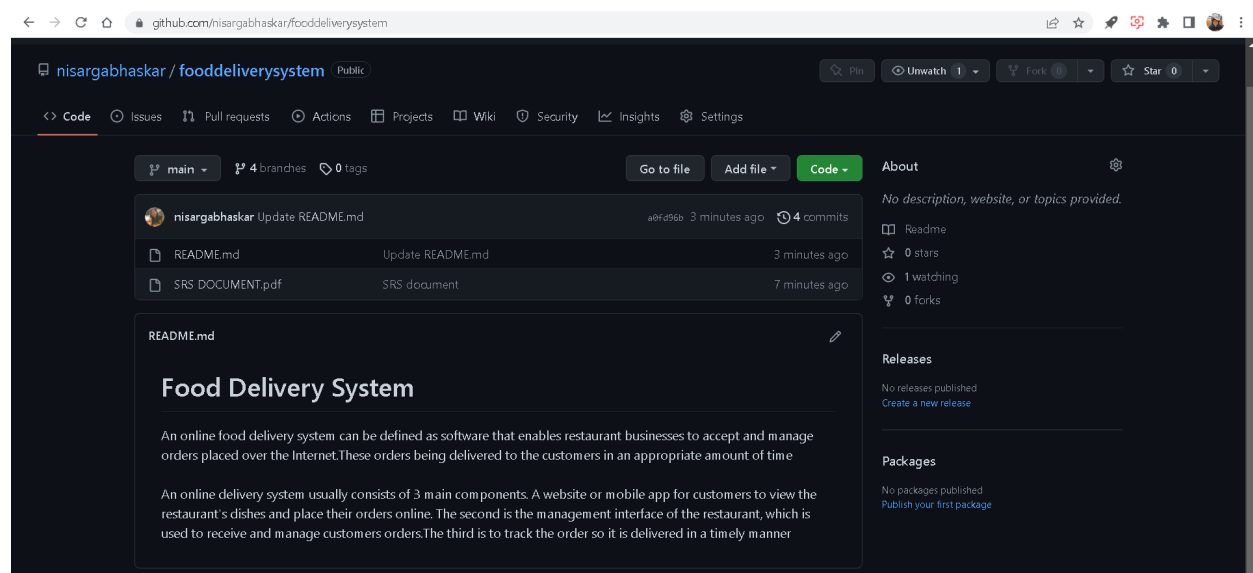 github.com/nisargabhaskar/fooddeliverysystem
nisargabhaskar / fooddeliverysystem Public
Pin
Unwatch 1
Fork 0
Star 0
Code Issues Pull requests Actions Projects Wiki Security Insights Settings
main 4 branches 0 tags
Go to file Add file Code
nisargabhaskar Update README.md a0fd96b 3 minutes ago 4 commits
README.md Update README.md 3 minutes ago
SRS DOCUMENT.pdf SRS document 7 minutes ago
README.md
Food Delivery System
An online food delivery system can be defined as software that enables restaurant businesses to accept and manage
orders placed over the Internet.These orders being delivered to the customers in an appropriate amount of time
An online delivery system usually consists of 3 main components. A website or mobile app for customers to view the
restaurant's dishes and place their orders online. The second is the management interface of the restaurant, which is
used to receive and manage customers orders.The third is to track the order so it is delivered in a timely manner
About
No description, website, or topics provided.
Readme
0 stars
1 watching
0 forks
Releases
No releases published
Create a new release
Packages
No packages published
Publish your first package